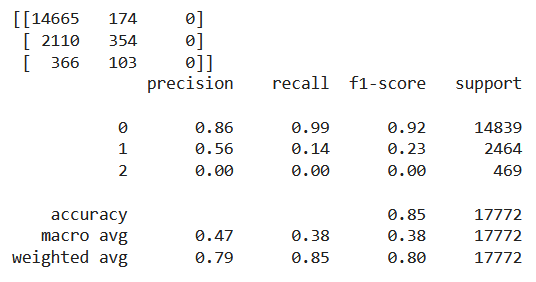 [[14665 174 0]
[ 2110 354 0]
[ 366 103 0]]
precision recall f1-score support
0 0.86 0.99 0.92 14839
1 0.56 0.14 0.23 2464
2 0.00 0.00 0.00 469
accuracy 0.85 17772
macro avg 0.47 0.38 0.38 17772
weighted avg 0.79 0.85 0.80 17772